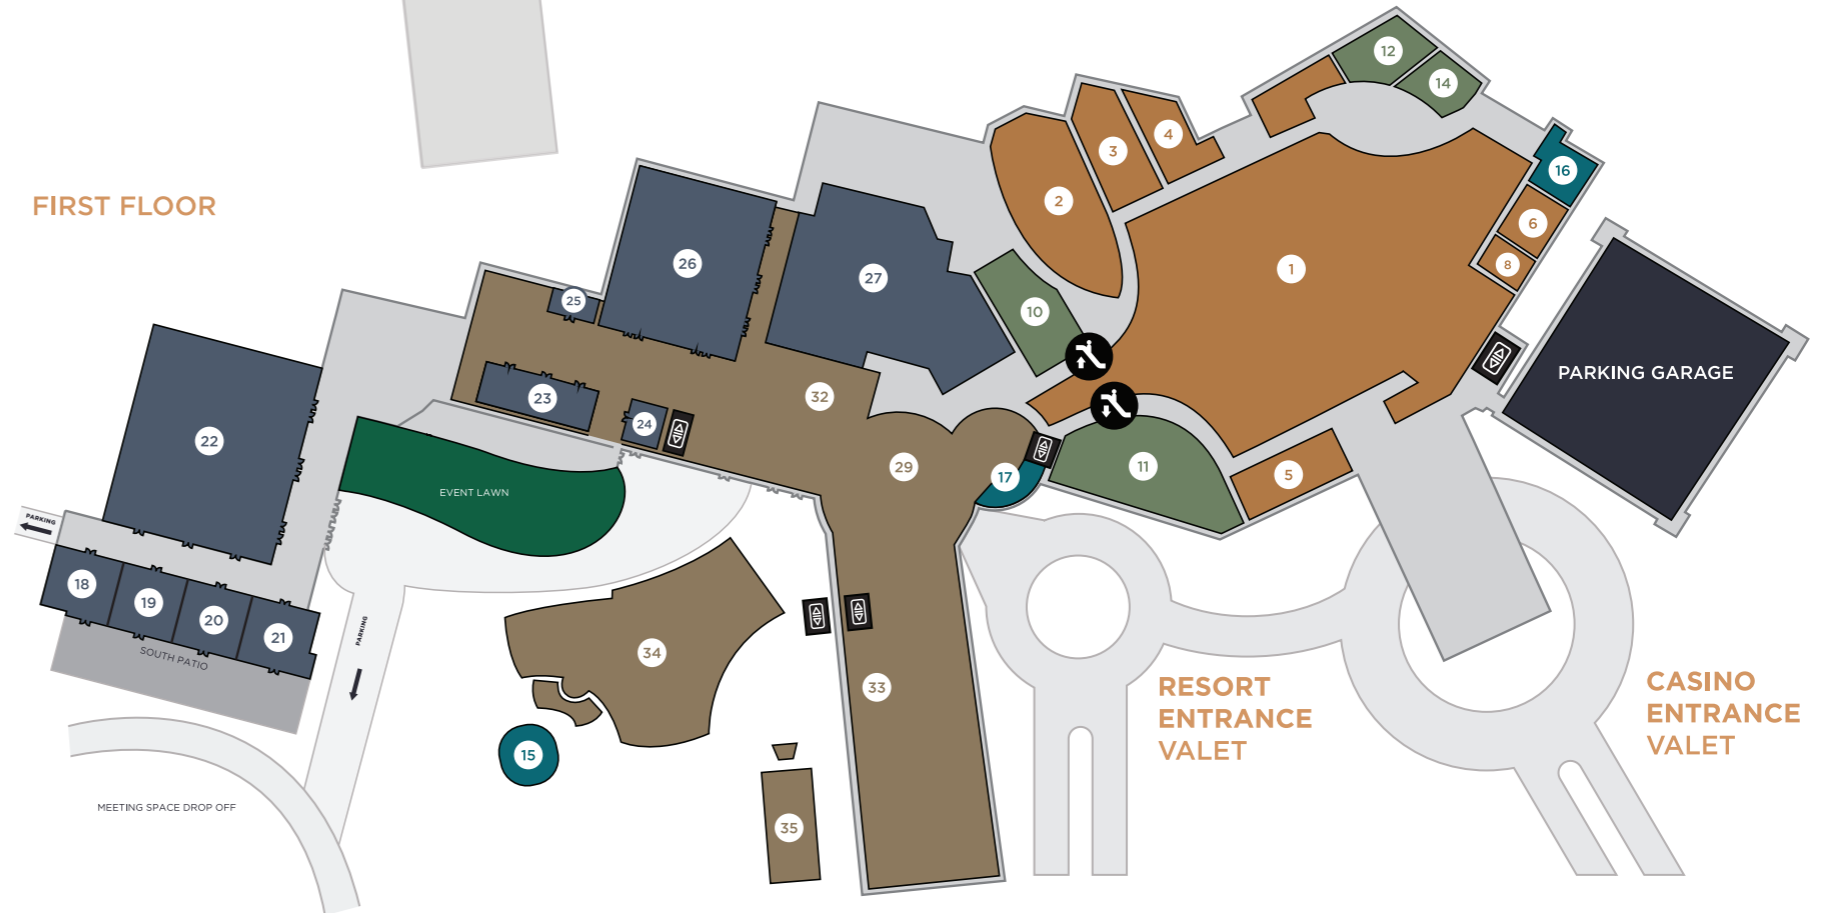 FIRST FLOOR
12
14
4
3
16
2
6
26
8
1
27
25
10
PARKING GARAGE
32
23
24
22
29
11
5
17
EVENT LAWN
PARKING
18
19
20
21
SOUTH PATIO
PARKING
34
33
15
35
RESORT
ENTRANCE
VALET
CASINO
ENTRANCE
VALET
MEETING SPACE DROP OFF